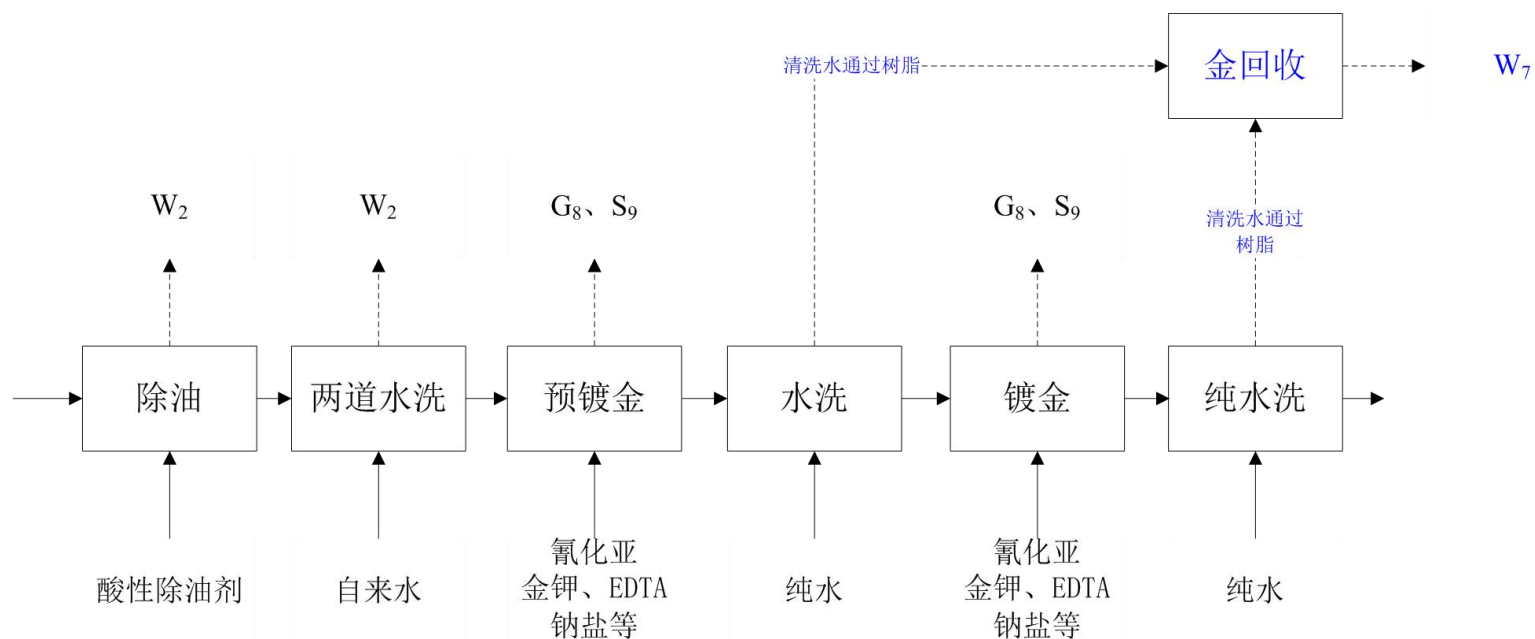 清洗水通过树脂
金回收
W₇
W₂
W₂
G₈、S₉
G₈、S₉
清洗水通过
树脂
除油
两道水洗
预镀金
水洗
镀金
纯水洗
酸性除油剂
自来水
氰化亚
金钾、EDTA
钠盐等
纯水
氰化亚
金钾、EDTA
钠盐等
纯水